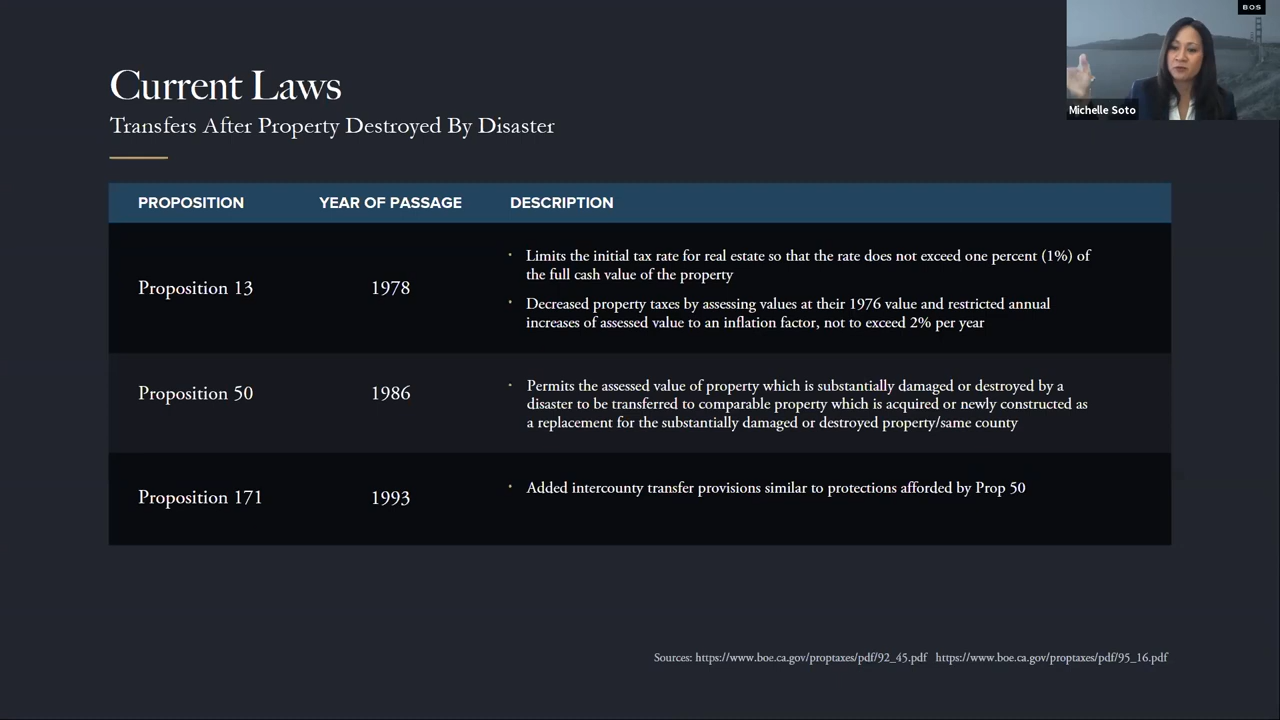 BOS
Michelle Soto
Current Laws
Transfers After Property Destroyed By Disaster
PROPOSITION YEAR OF PASSAGE DESCRIPTION
Proposition 13 1978
· Limits the initial tax rate for real estate so that the rate does not exceed one percent (1%) of
the full cash value of the property
· Decreased property taxes by assessing values at their 1976 value and restricted annual
increases of assessed value to an inflation factor, not to exceed 2% per year
Proposition 50 1986
· Permits the assessed value of property which is substantially damaged or destroyed by a
disaster to be transferred to comparable property which is acquired or newly constructed as
a replacement for the substantially damaged or destroyed property/same county
Proposition 171 1993
· Added intercounty transfer provisions similar to protections afforded by Prop 50
Sources: https://www.boe.ca.gov/proptaxes/pdf/92_45.pdf https://www.boe.ca.gov/proptaxes/pdf/95_16.pdf